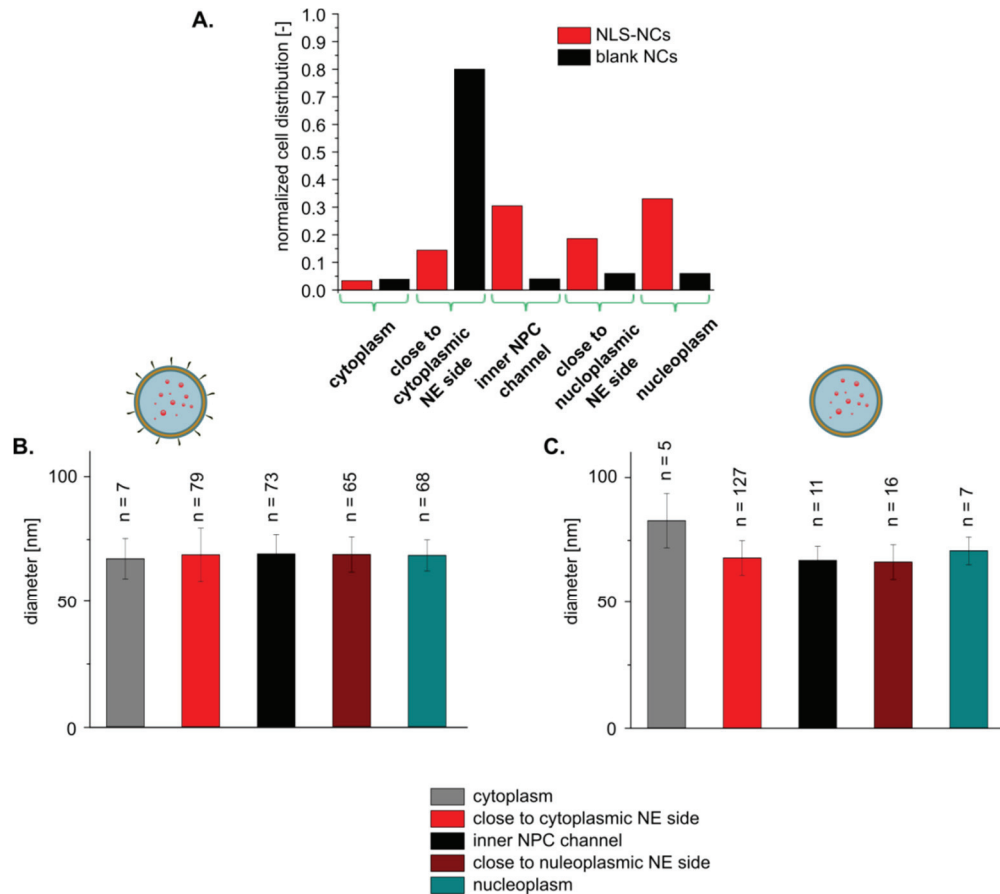 A.
normalized cell distribution [-]
1.0
0.9
0.8
0.7
0.6
0.5
0.4
0.3
0.2
0.1
0.0
NLS-NCs
blank NCs
cytoplasm
close to
cytoplasmic
NE side
inner NPC
channel
close to
nucloplasmic
NE side
nucleoplasm
B.
diameter [nm]
100
50
0
n = 7
n = 79
n = 73
n = 65
n = 68
C.
diameter [nm]
100
50
0
n = 5
n = 127
n = 11
n = 16
n = 7
cytoplasm
close to cytoplasmic NE side
inner NPC channel
close to nuleoplasmic NE side
nucleoplasm